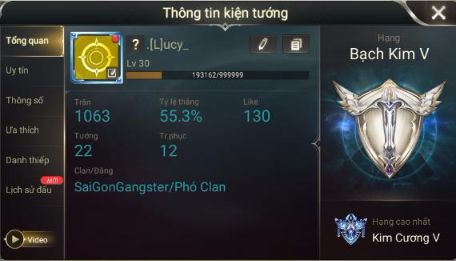 Thông tin kiện tướng
Tổng quan
Uy tín
Thông số
Ưa thích
Danh thiếp
Lịch sử đấu
MỚI
Video
? .[L]ucy_
Lv 30
193162/999999
Trận
Tỷ lệ thắng
Like
1063
55.3%
130
Tướng
Tr.phục
22
12
Clan/Đẳng
SaiGonGangster/Phó Clan
Hạng
Bạch Kim V
Hạng cao nhất
Kim Cương V